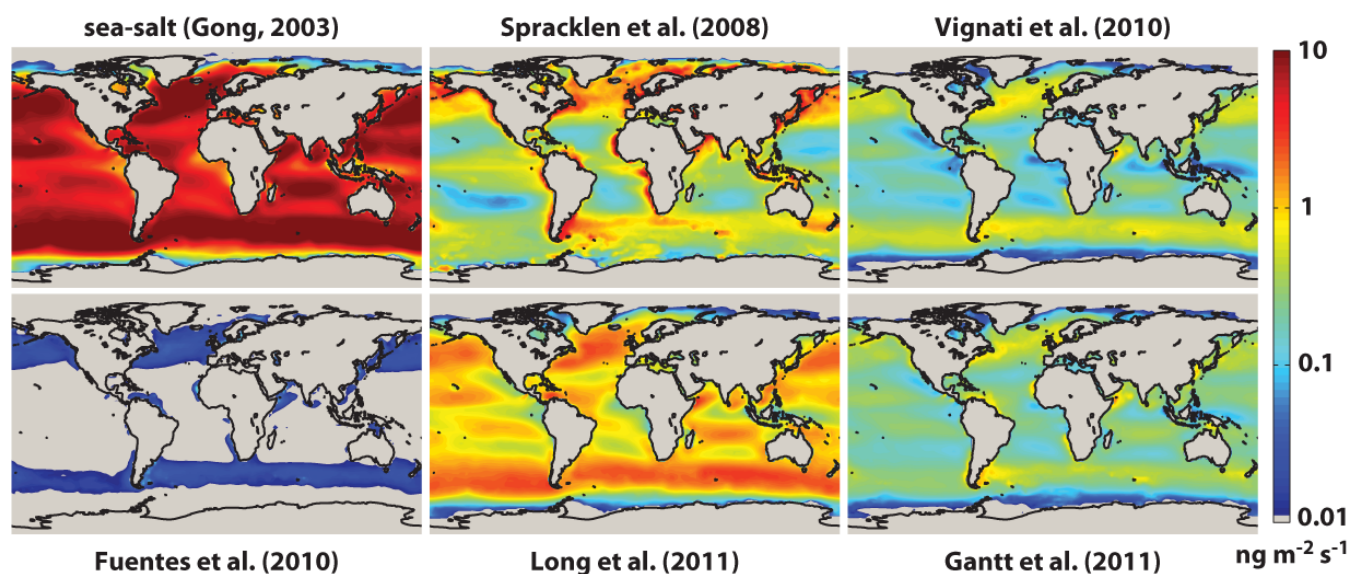 sea-salt (Gong, 2003)
Spracklen et al. (2008)
Vignati et al. (2010)
10
1
0.1
0.01
ng m⁻² s⁻¹
Fuentes et al. (2010)
Long et al. (2011)
Gantt et al. (2011)